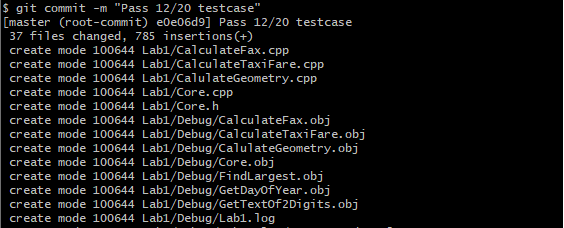 $ git commit -m "Pass 12/20 testcase"
[master (root-commit) e0e06d9] Pass 12/20 testcase
37 files changed, 785 insertions(+)
create mode 100644 Lab1/CalculateFax.cpp
create mode 100644 Lab1/CalculateTaxiFare.cpp
create mode 100644 Lab1/CalulateGeometry.cpp
create mode 100644 Lab1/Core.cpp
create mode 100644 Lab1/Core.h
create mode 100644 Lab1/Debug/CalculateFax.obj
create mode 100644 Lab1/Debug/CalculateTaxiFare.obj
create mode 100644 Lab1/Debug/CalulateGeometry.obj
create mode 100644 Lab1/Debug/Core.obj
create mode 100644 Lab1/Debug/FindLargest.obj
create mode 100644 Lab1/Debug/GetDayOfYear.obj
create mode 100644 Lab1/Debug/GetTextOf2Digits.obj
create mode 100644 Lab1/Debug/Lab1.log